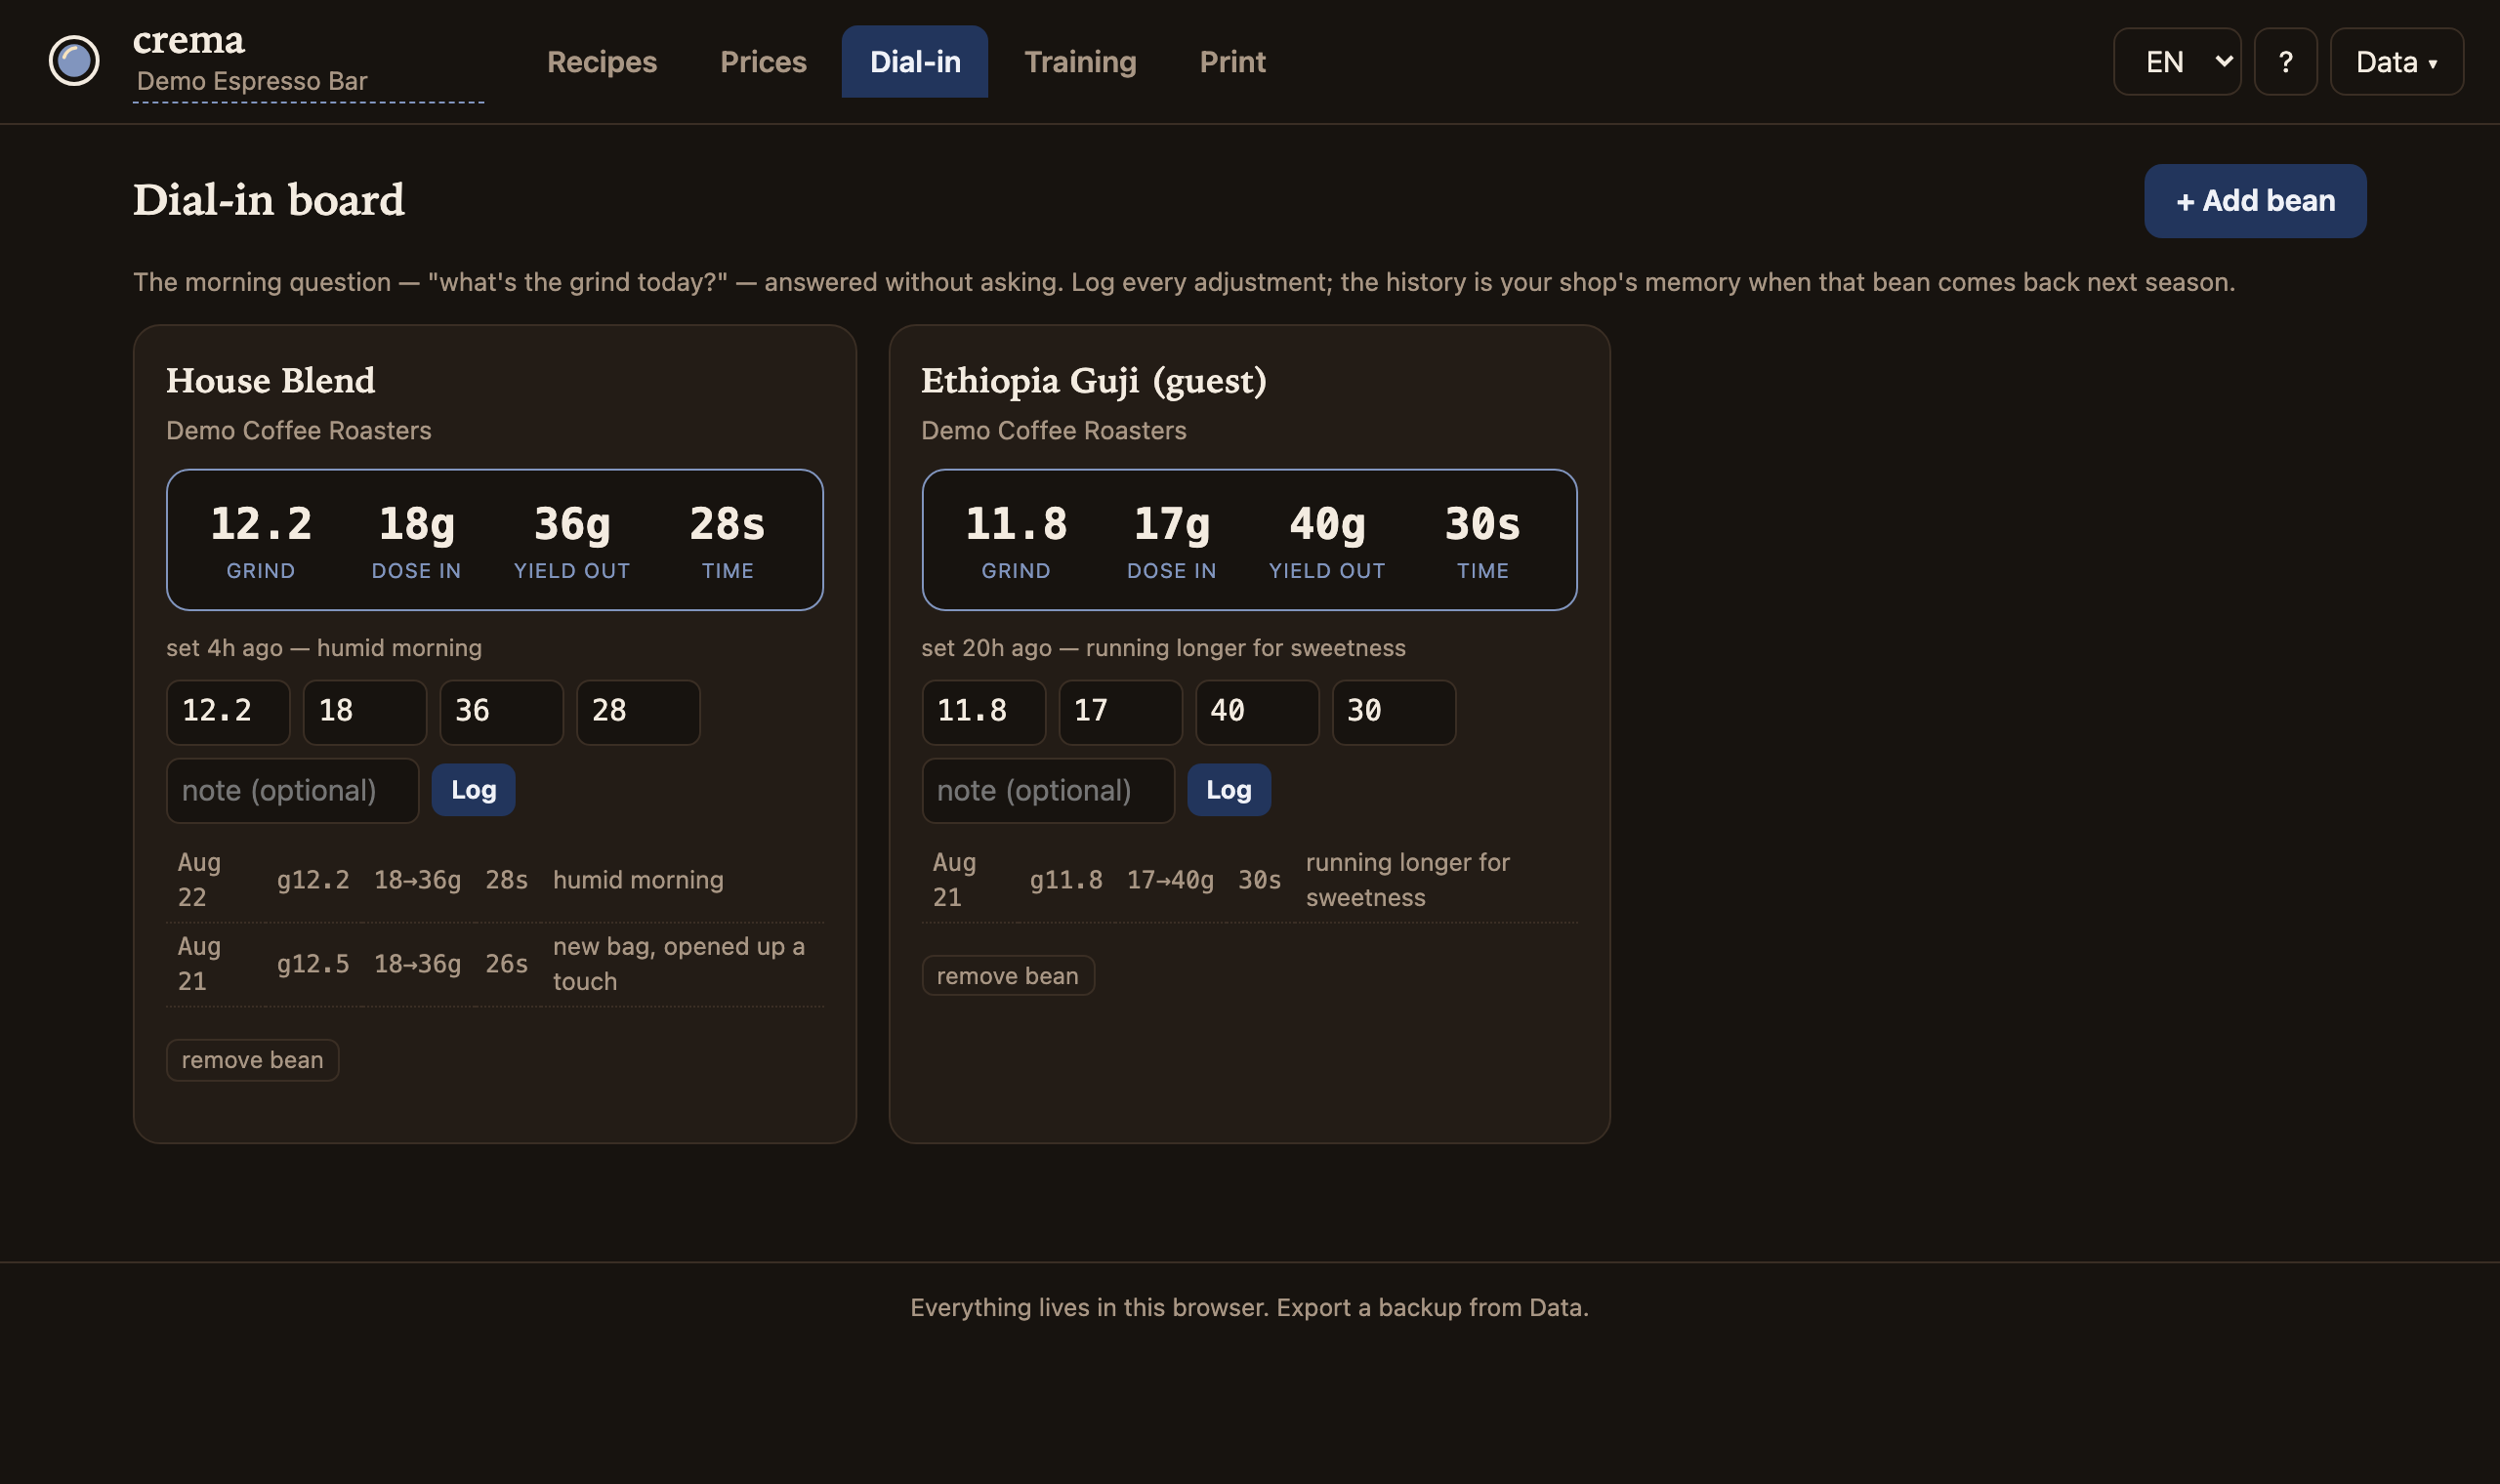 crema
Demo Espresso Bar
Recipes Prices Dial-in Training Print
EN ? Data ▾
Dial-in board
+ Add bean
The morning question — "what's the grind today?" — answered without asking. Log every adjustment; the history is your shop's memory when that bean comes back next season.
House Blend
Demo Coffee Roasters
12.2 18g 36g 28s
GRIND DOSE IN YIELD OUT TIME
set 4h ago — humid morning
12.2 18 36 28
note (optional) Log
Aug 22 g12.2 18→36g 28s humid morning
Aug 21 g12.5 18→36g 26s new bag, opened up a touch
remove bean
Ethiopia Guji (guest)
Demo Coffee Roasters
11.8 17g 40g 30s
GRIND DOSE IN YIELD OUT TIME
set 20h ago — running longer for sweetness
11.8 17 40 30
note (optional) Log
Aug 21 g11.8 17→40g 30s running longer for sweetness
remove bean
Everything lives in this browser. Export a backup from Data.